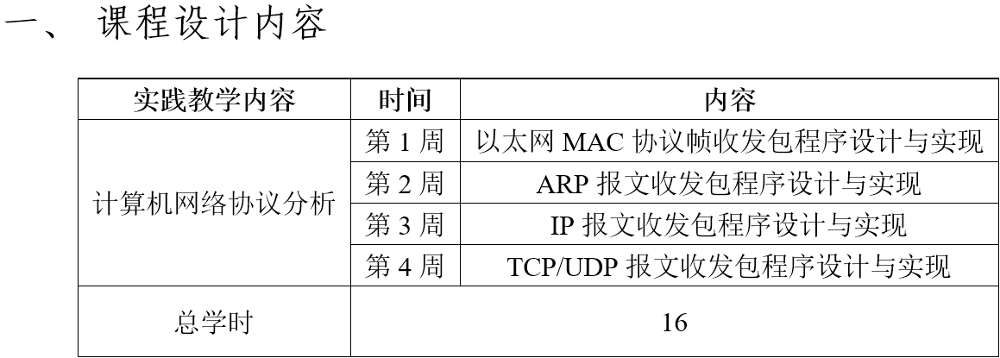 一、 课程设计内容
实践教学内容 时间 内容
第 1 周 以太网 MAC 协议帧收发包程序设计与实现
第 2 周 ARP 报文收发包程序设计与实现
计算机网络协议分析
第 3 周 IP 报文收发包程序设计与实现
第 4 周 TCP/UDP 报文收发包程序设计与实现
总学时 16